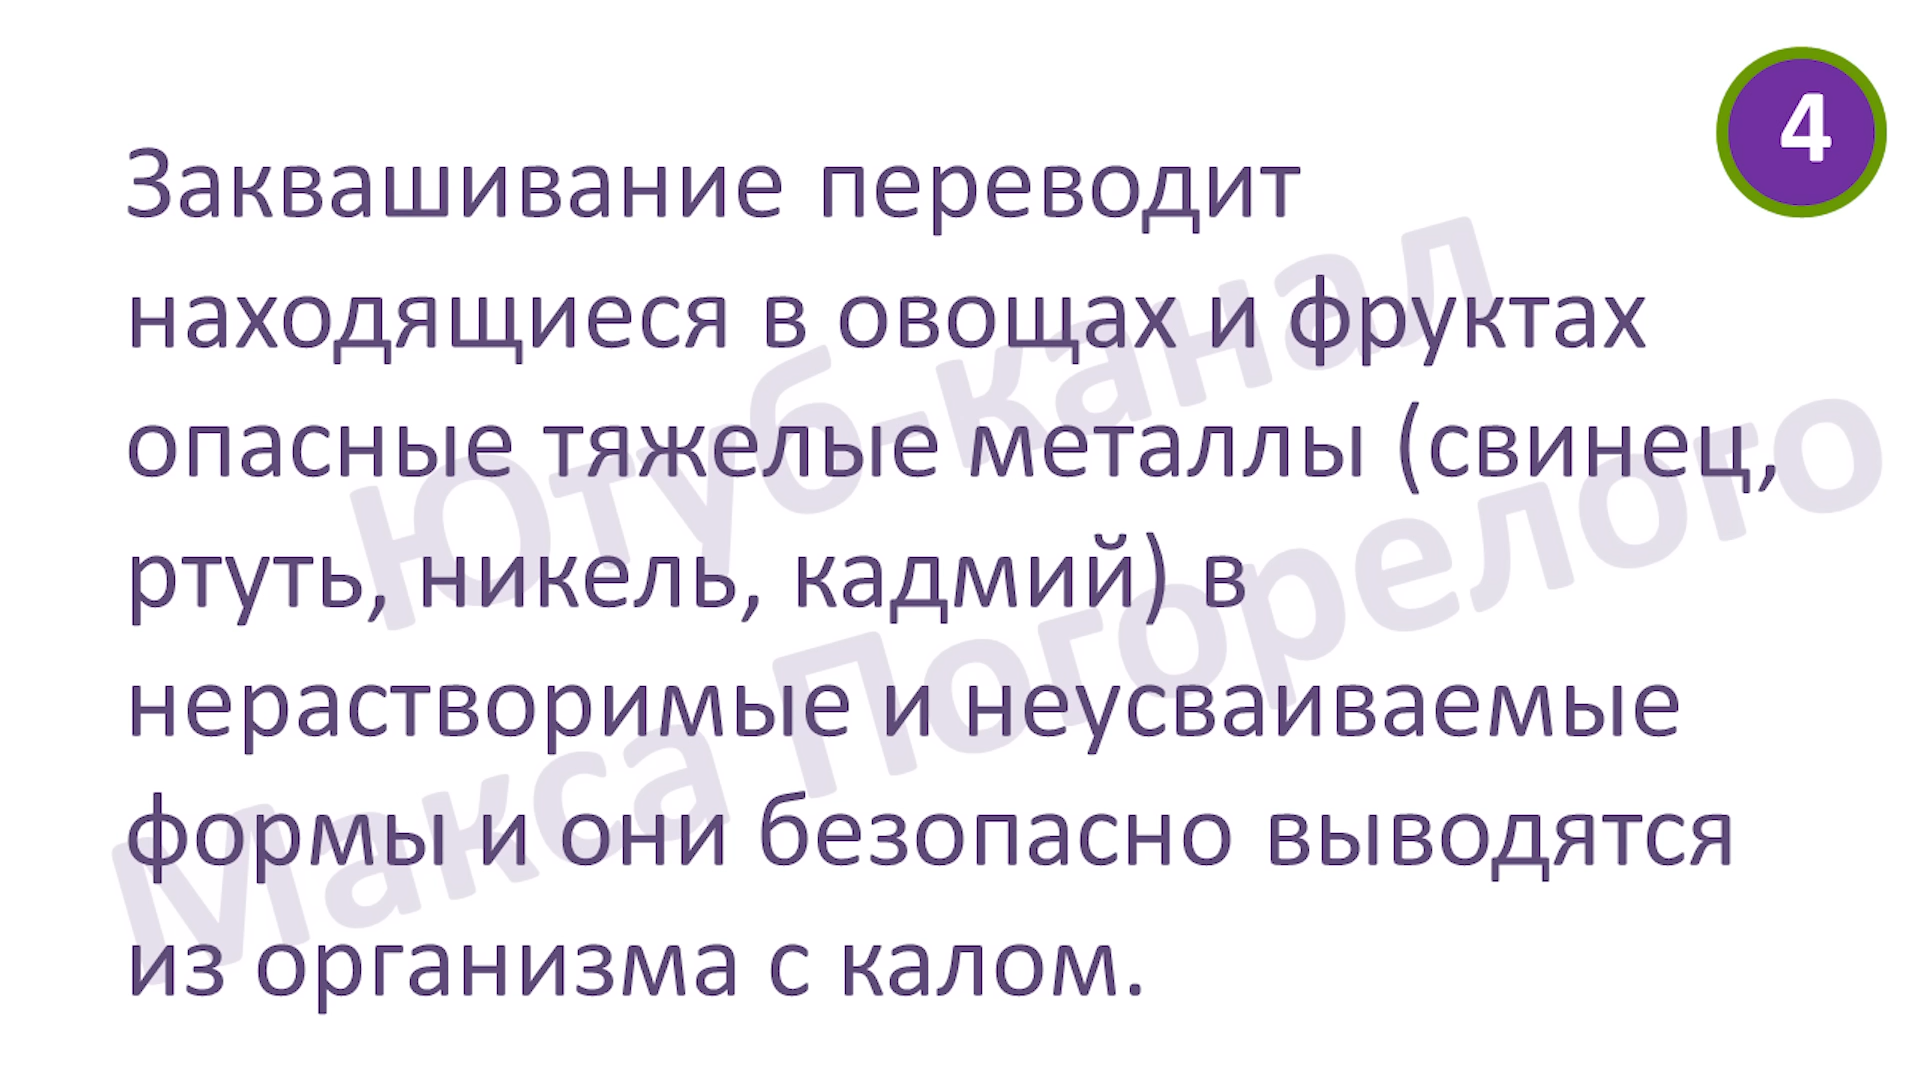 4
Заквашивание переводит
находящиеся в овощах и фруктах
опасные тяжелые металлы (свинец,
ртуть, никель, кадмий) в
нерастворимые и неусваиваемые
формы и они безопасно выводятся
из организма с калом.
Ютуб-канал
Макса Погорелого